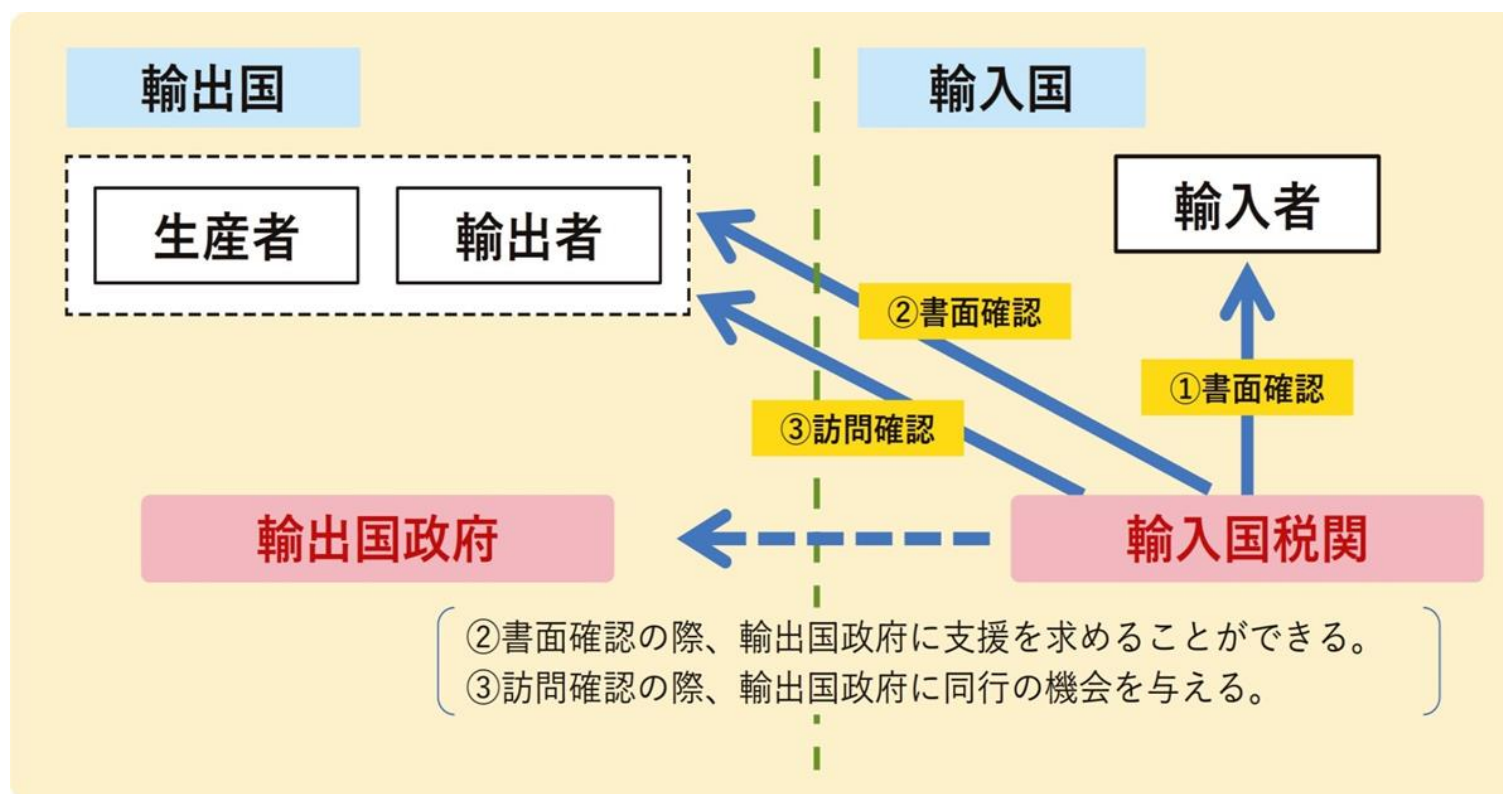 輸出国
輸入国
生産者
輸出者
輸入者
②書面確認
①書面確認
③訪問確認
輸出国政府
輸入国税関
②書面確認の際、輸出国政府に支援を求めることができる。
③訪問確認の際、輸出国政府に同行の機会を与える。